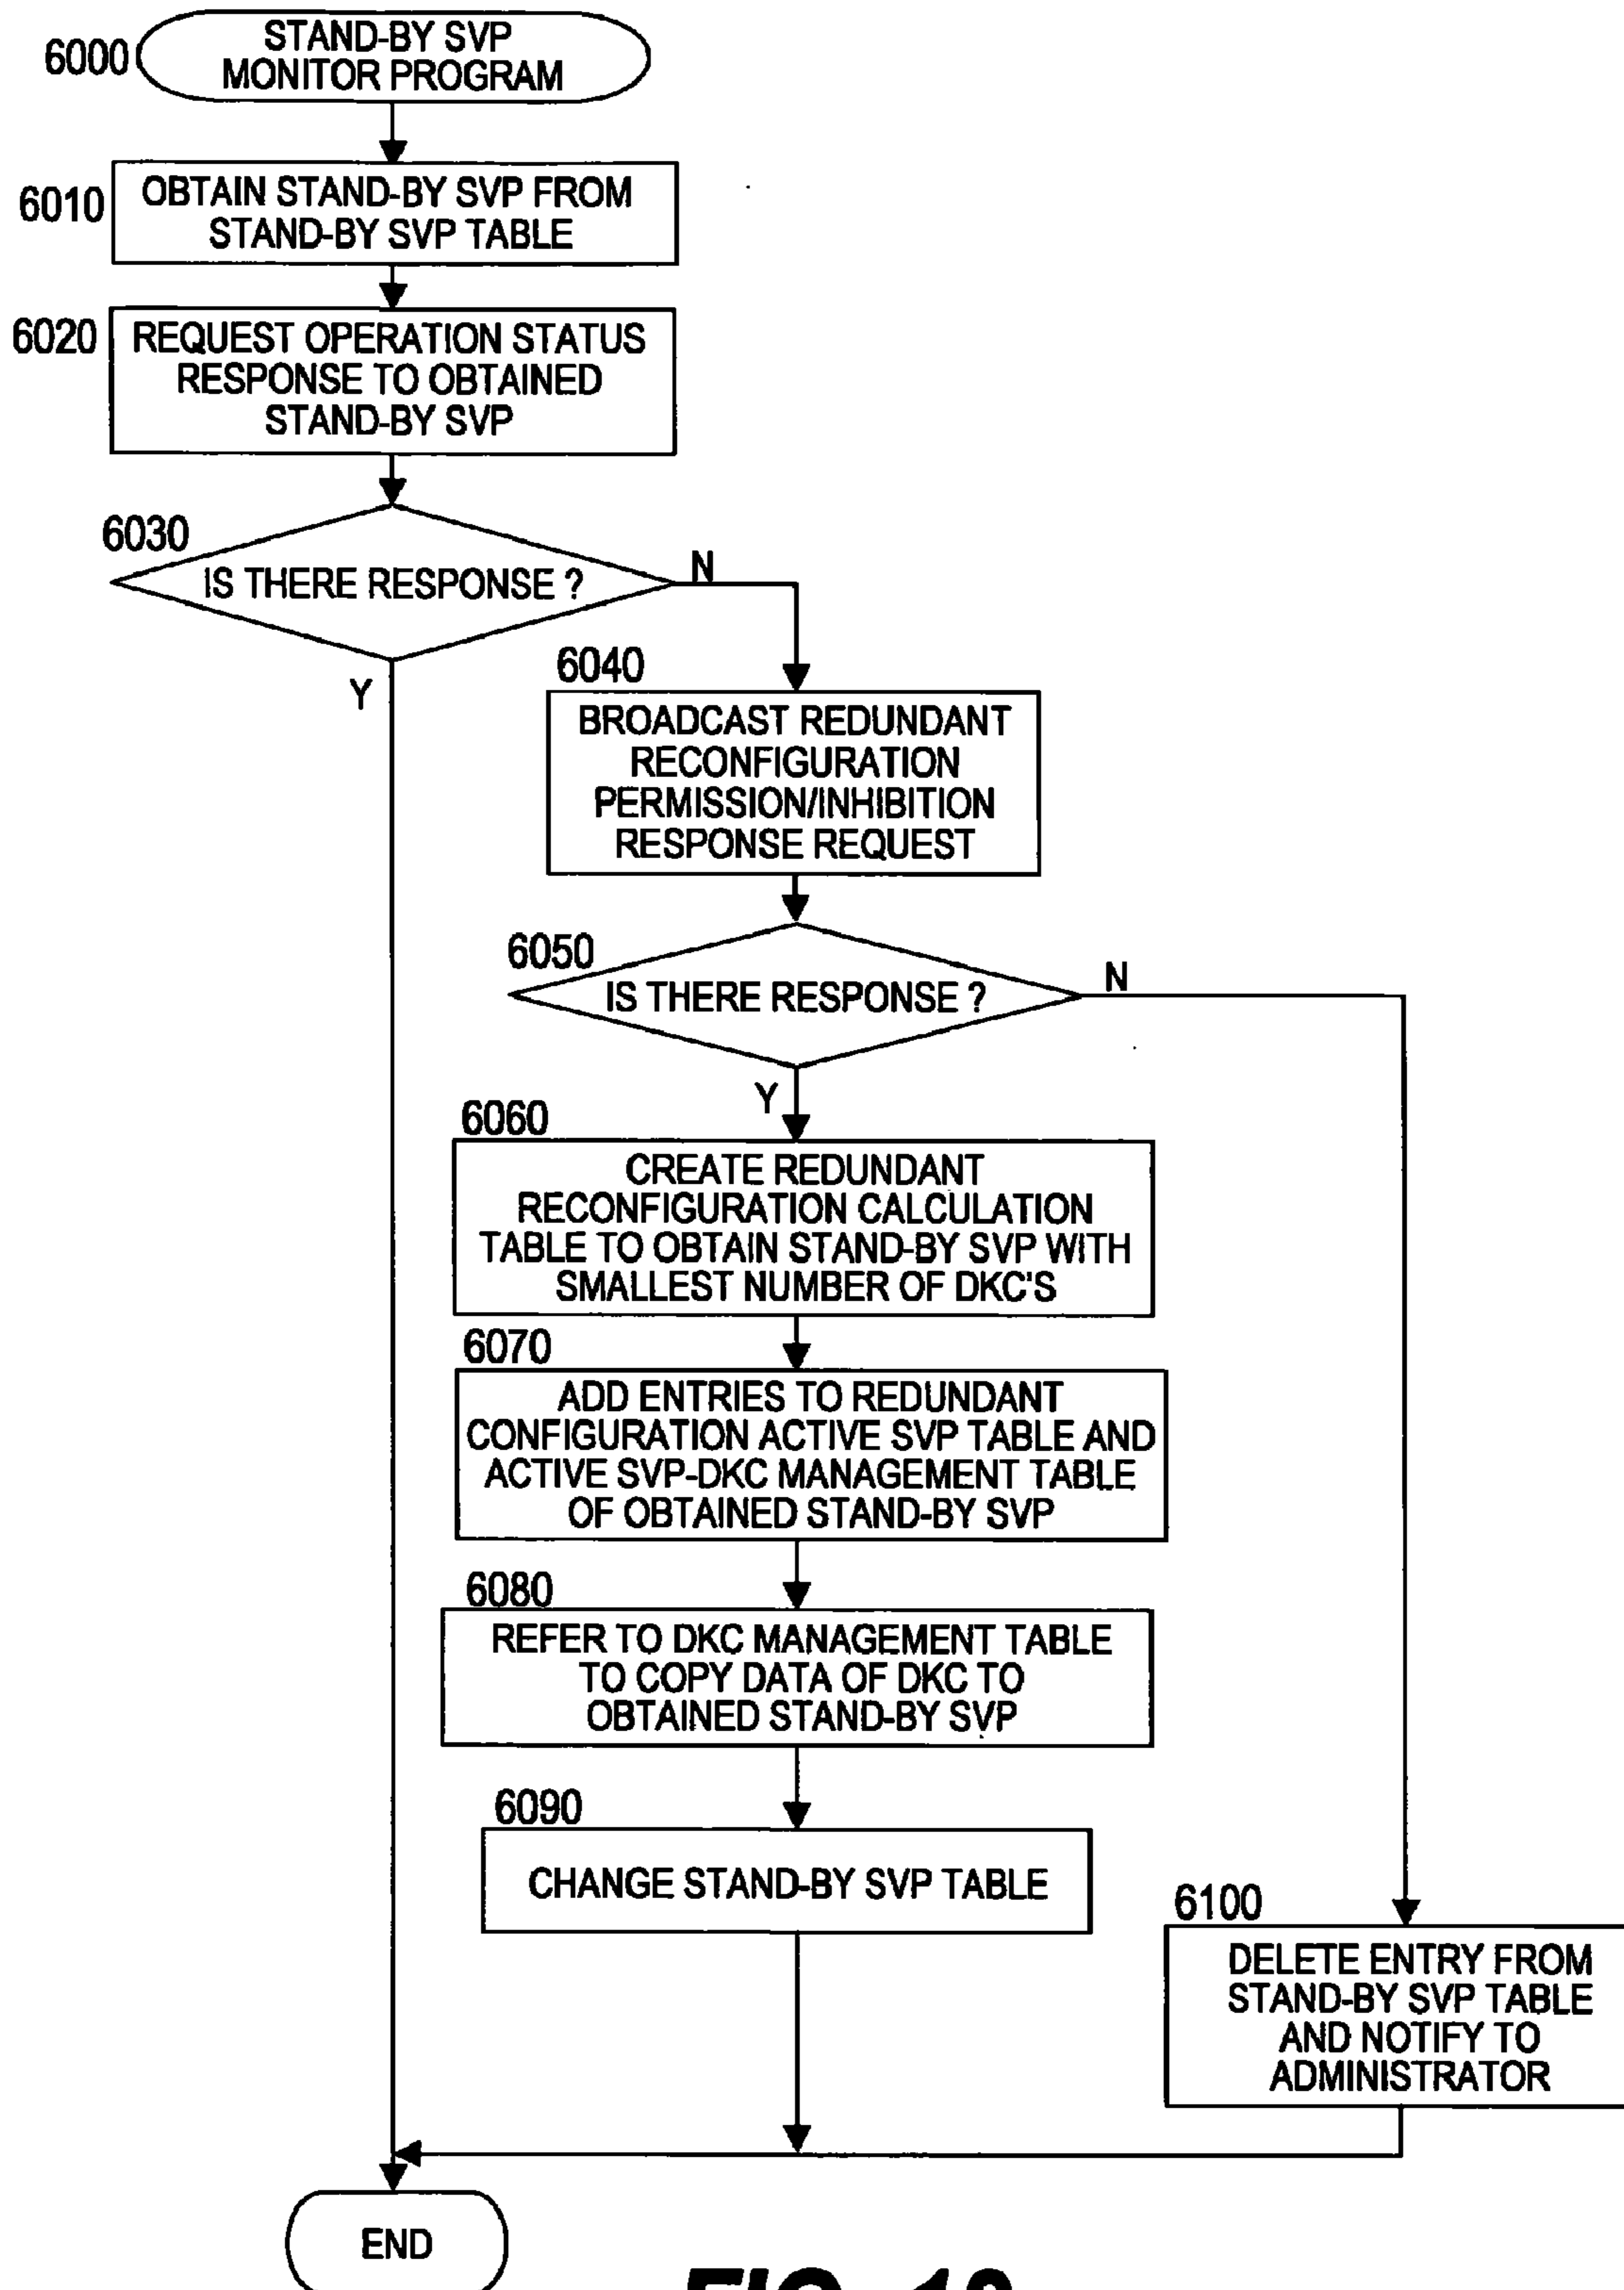 6000
STAND-BY SVP
MONITOR PROGRAM
6010
OBTAIN STAND-BY SVP FROM
STAND-BY SVP TABLE
6020
REQUEST OPERATION STATUS
RESPONSE TO OBTAINED
STAND-BY SVP
6030
IS THERE RESPONSE ?
N
Y
6040
BROADCAST REDUNDANT
RECONFIGURATION
PERMISSION/INHIBITION
RESPONSE REQUEST
6050
IS THERE RESPONSE ?
N
Y
6060
CREATE REDUNDANT
RECONFIGURATION CALCULATION
TABLE TO OBTAIN STAND-BY SVP WITH
SMALLEST NUMBER OF DKC'S
6070
ADD ENTRIES TO REDUNDANT
CONFIGURATION ACTIVE SVP TABLE AND
ACTIVE SVP-DKC MANAGEMENT TABLE
OF OBTAINED STAND-BY SVP
6080
REFER TO DKC MANAGEMENT TABLE
TO COPY DATA OF DKC TO
OBTAINED STAND-BY SVP
6090
CHANGE STAND-BY SVP TABLE
6100
DELETE ENTRY FROM
STAND-BY SVP TABLE
AND NOTIFY TO
ADMINISTRATOR
END
FIG.